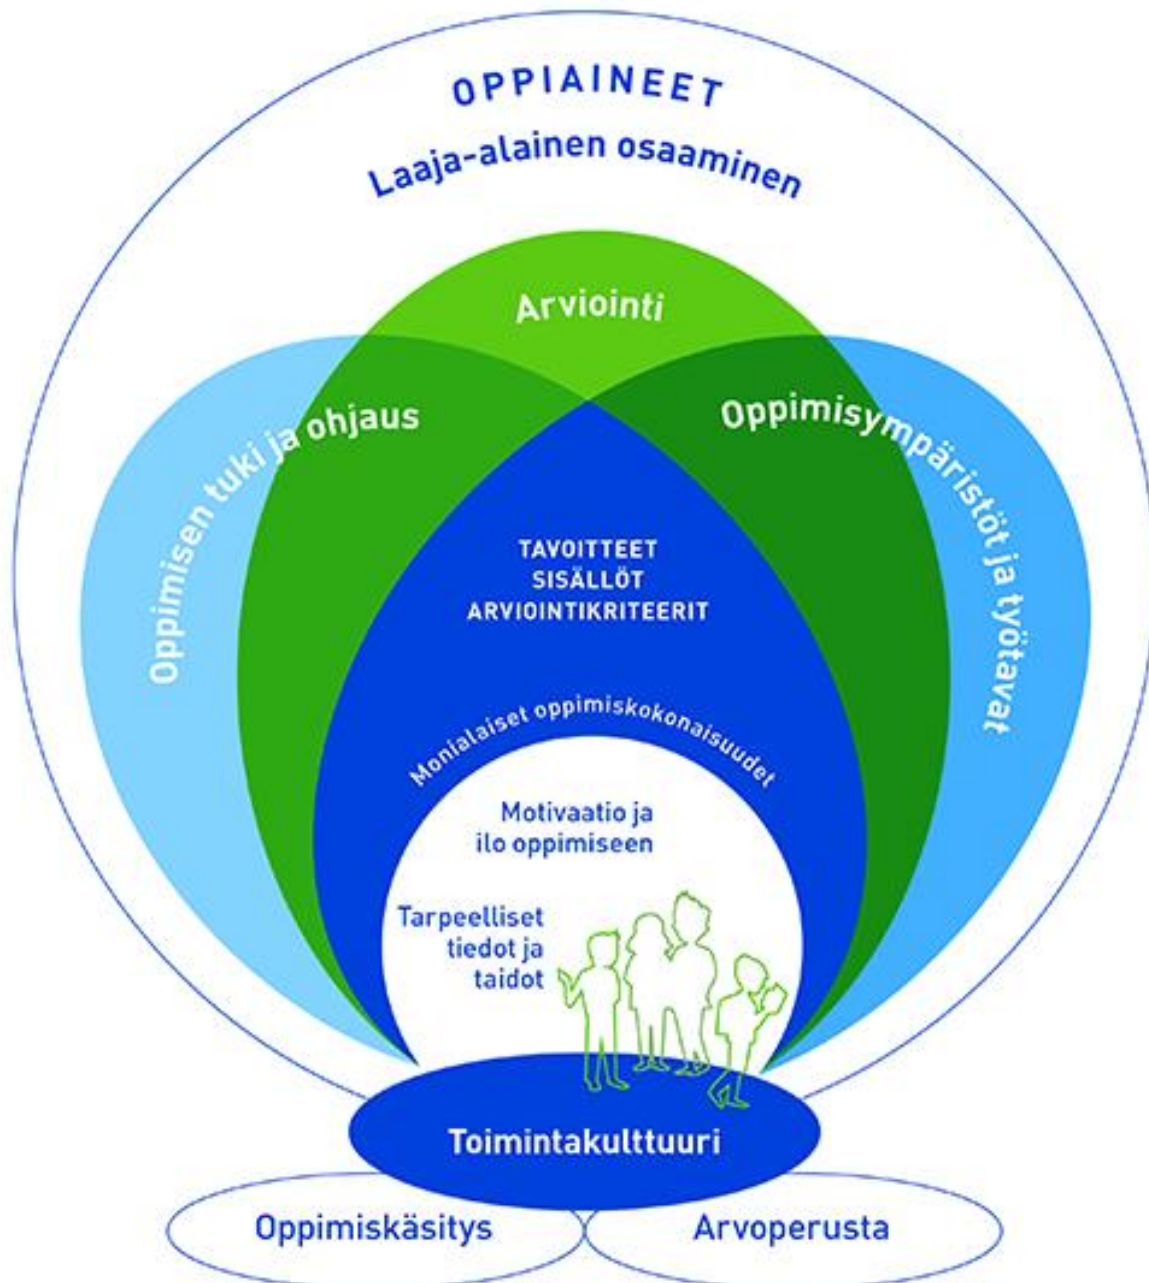 OPPIAINEET
Laaja-alainen osaaminen
Arviointi
Oppimisen tuki ja ohjaus
Oppimisympäristöt ja työtavat
TAVOITTEET
SISÄLLÖT
ARVIOINTIKRITEERIT
Monialaiset oppimiskokonaisuudet
Motivaatio ja
ilo oppimiseen
Tarpeelliset
tiedot ja
taidot
Toimintakulttuuri
Oppimiskäsitys
Arvoperusta